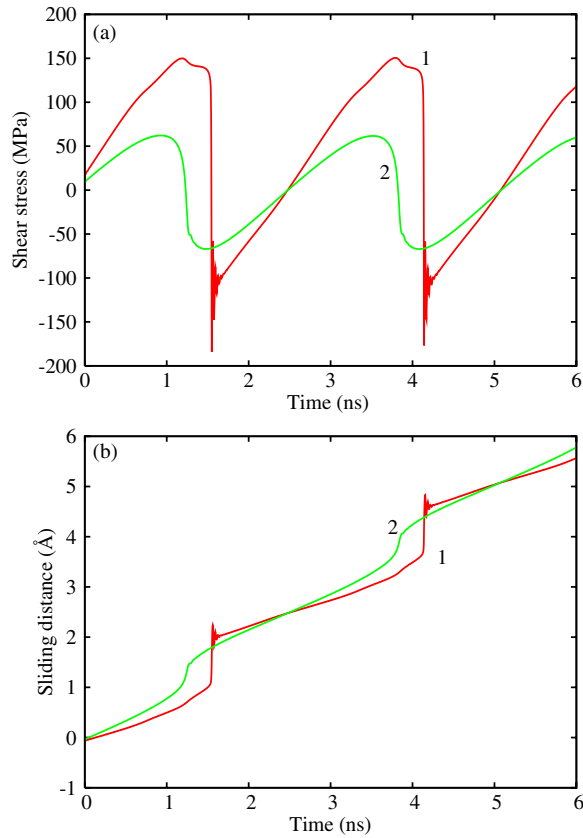 (a)
Shear stress (MPa)
200
150
100
50
0
-50
-100
-150
-200
1
2
0 1 2 3 4 5 6
Time (ns)
(b)
Sliding distance (Å)
6
5
4
3
2
1
0
-1
2
1
0 1 2 3 4 5 6
Time (ns)